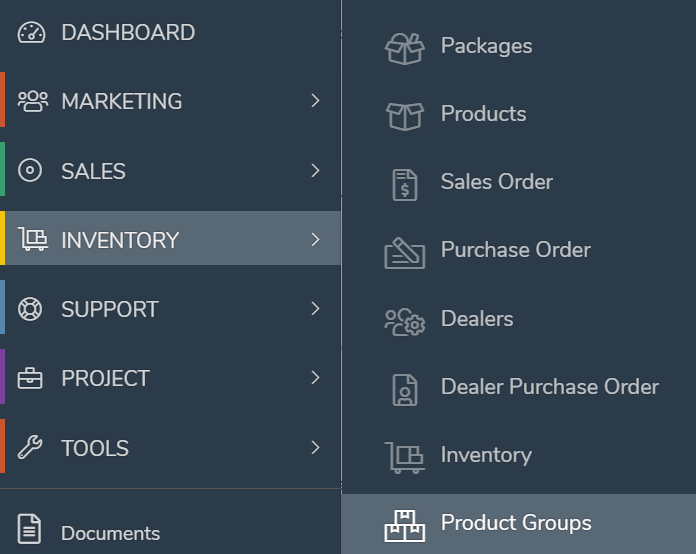 DASHBOARD
MARKETING
SALES
INVENTORY
SUPPORT
PROJECT
TOOLS
Documents
Packages
Products
Sales Order
Purchase Order
Dealers
Dealer Purchase Order
Inventory
Product Groups